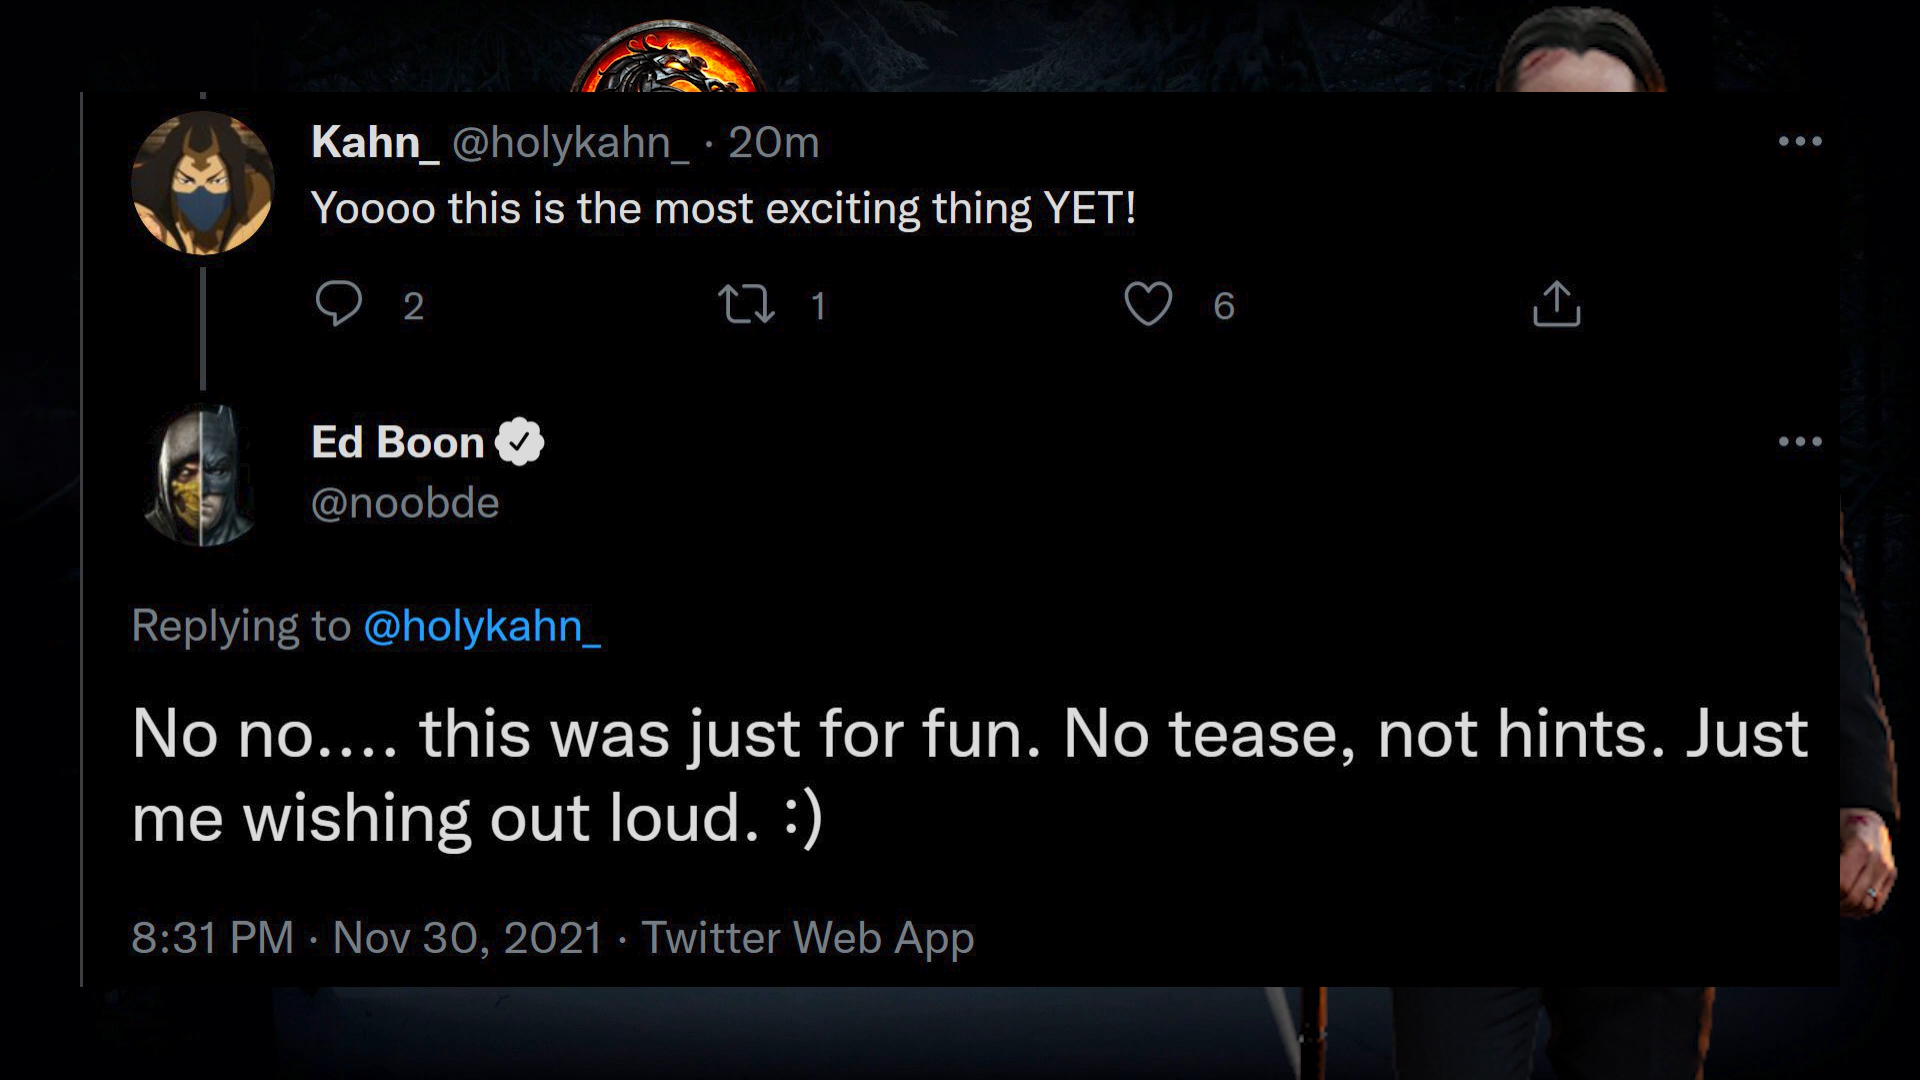 Kahn_ @holykahn_ · 20m
Yoooo this is the most exciting thing YET!
2 1 6
Ed Boon
@noobde
Replying to @holykahn_
No no.... this was just for fun. No tease, not hints. Just
me wishing out loud. :)
8:31 PM · Nov 30, 2021 · Twitter Web App